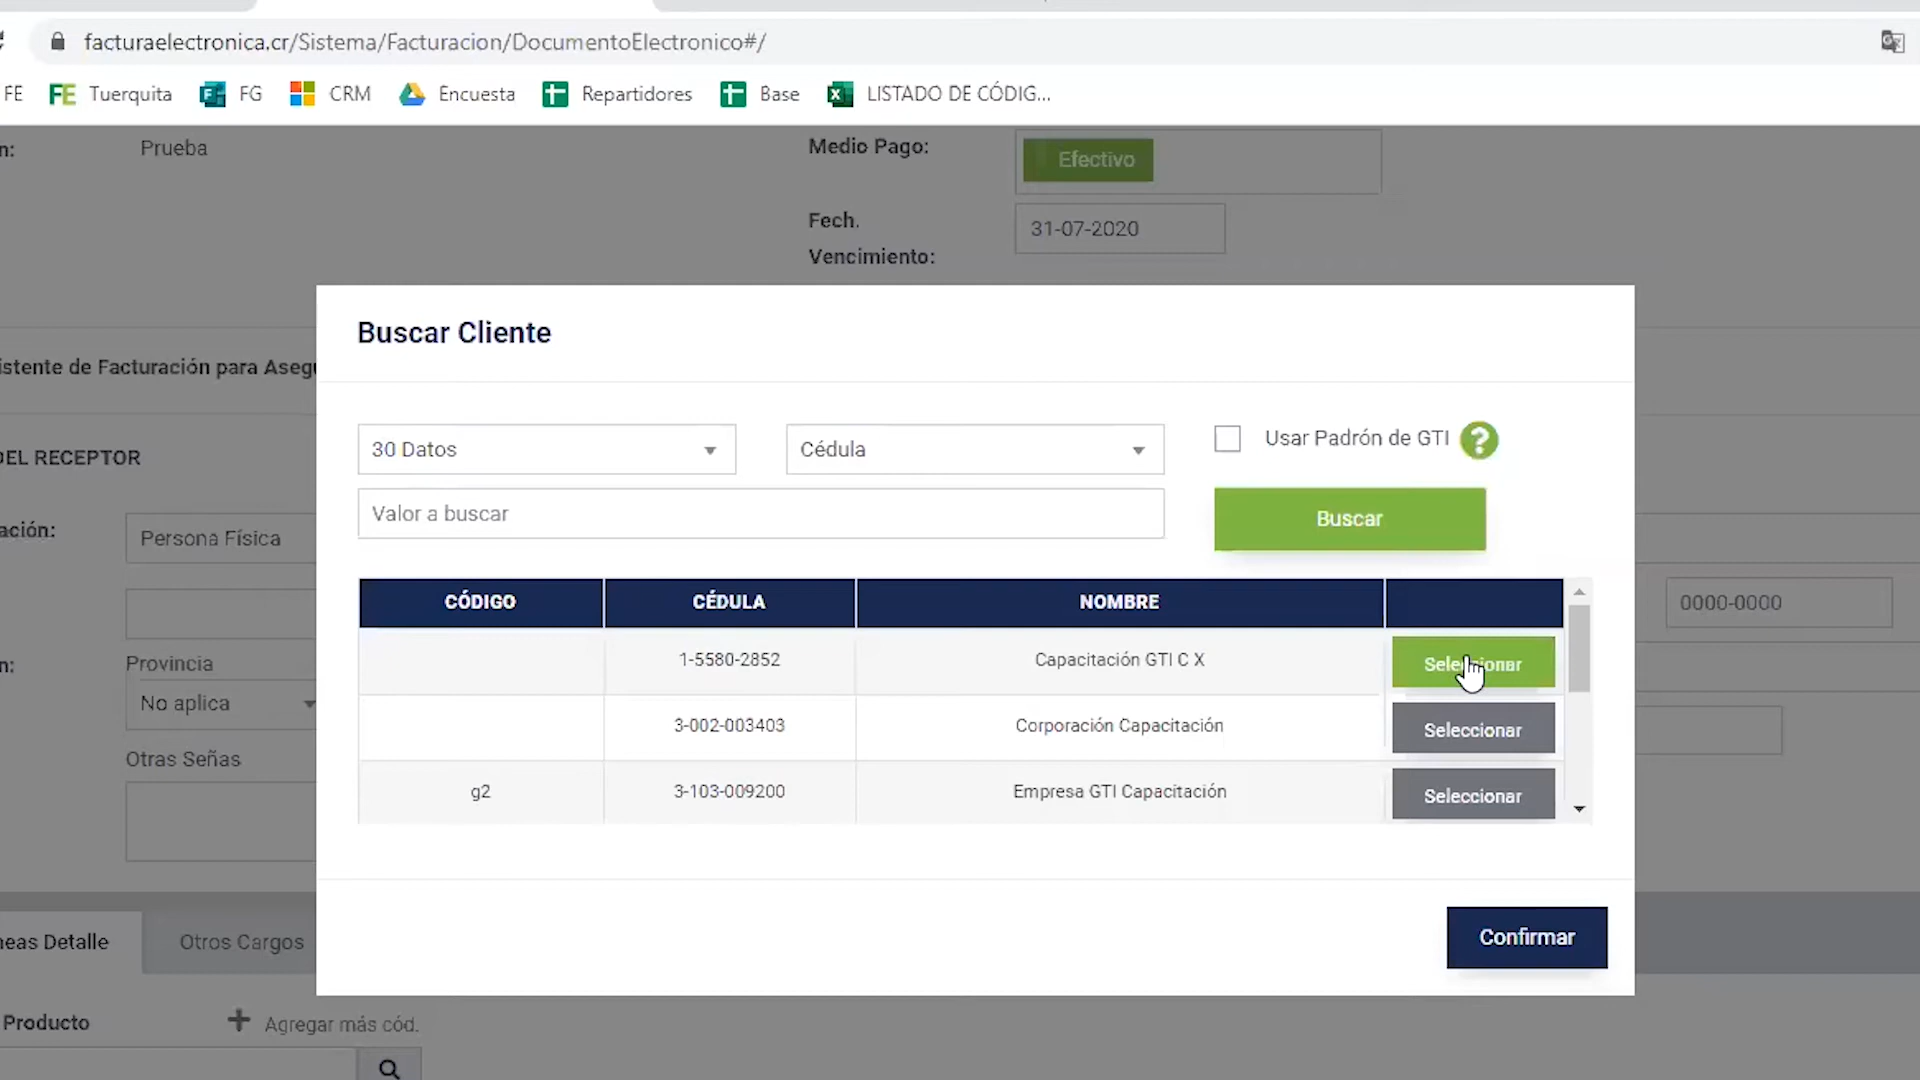 facturaelectronica.cr/Sistema/Facturacion/DocumentoElectronico#/
FE Tuerquita FG CRM Encuesta Repartidores Base LISTADO DE CÓDIG...
n: Prueba Medio Pago: Efectivo
Fech. 31-07-2020
Vencimiento:
Buscar Cliente
istente de Facturación para Asegu
30 Datos Cédula Usar Padrón de GTI ?
DEL RECEPTOR
Valor a buscar Buscar
ación: Persona Física
CÓDIGO CÉDULA NOMBRE
0000-0000
1-5580-2852 Capacitación GTI C X Seleccionar
n: Provincia
No aplica
3-002-003403 Corporación Capacitación Seleccionar
Otras Señas
g2 3-103-009200 Empresa GTI Capacitación Seleccionar
neas Detalle Otros Cargos Confirmar
Producto Agregar más cód.